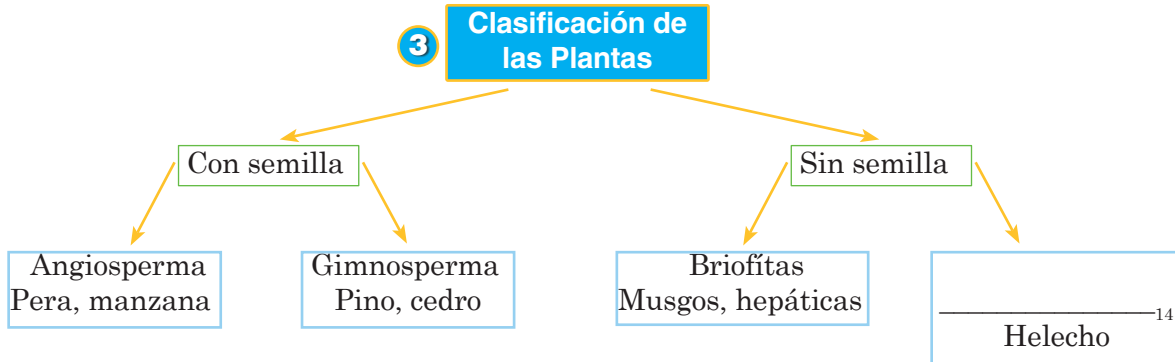 3
Clasificación de
las Plantas
Con semilla
Sin semilla
Angiosperma
Pera, manzana
Gimnosperma
Pino, cedro
Briofítas
Musgos, hepáticas
_______________14
Helecho